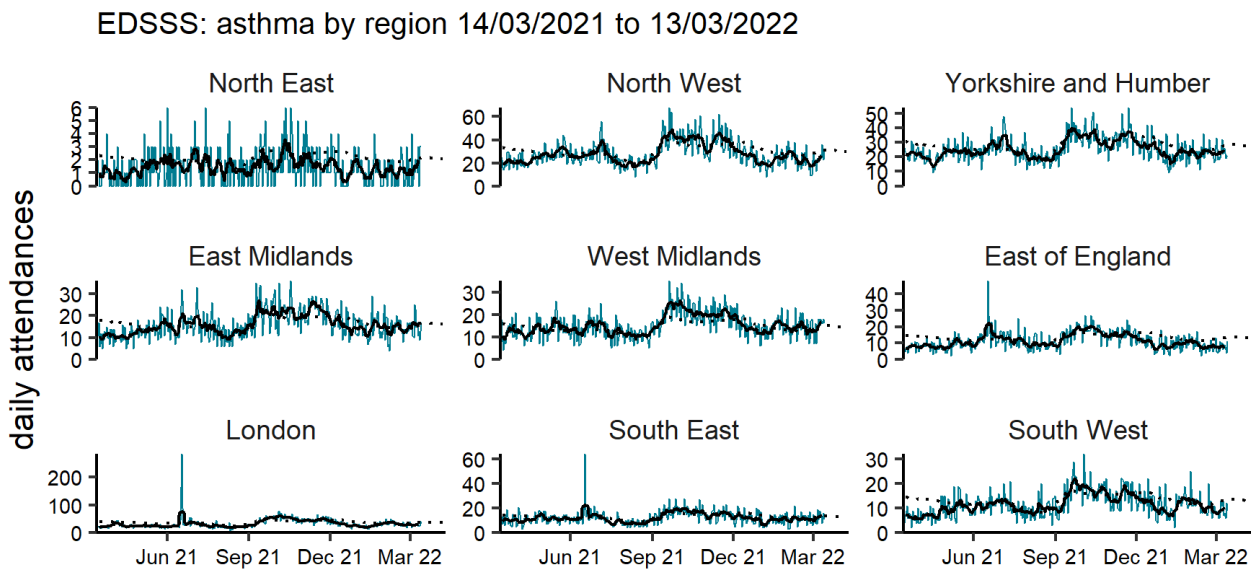 EDSSS: asthma by region 14/03/2021 to 13/03/2022
daily attendances
North East
6
5
4
3
2
1
0
North West
60
40
20
0
Yorkshire and Humber
50
40
30
20
10
0
East Midlands
30
20
10
0
West Midlands
30
20
10
0
East of England
40
30
20
10
0
London
200
100
0
Jun 21 Sep 21 Dec 21 Mar 22
South East
60
40
20
0
Jun 21 Sep 21 Dec 21 Mar 22
South West
30
20
10
0
Jun 21 Sep 21 Dec 21 Mar 22